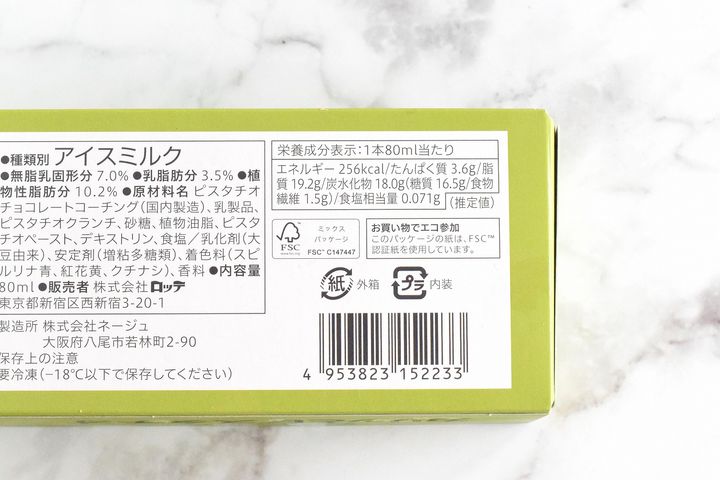 ●種類別 アイスミルク
●無脂乳固形分 7.0% ●乳脂肪分 3.5% ●植
物性脂肪分 10.2% ●原材料名 ピスタチオ
チョコレートコーチング(国内製造)、乳製品、
ピスタチオクランチ、砂糖、植物油脂、ピスタ
チオペースト、デキストリン、食塩／乳化剤(大
豆由来)、安定剤(増粘多糖類)、着色料(スピ
ルリナ青、紅花黄、クチナシ)、香料 ●内容量
80ml ●販売者 株式会社 ロッテ
東京都新宿区西新宿3-20-1
製造所 株式会社ネージュ
大阪府八尾市若林町2-90
保存上の注意
要冷凍(−18℃以下で保存してください)
栄養成分表示:1本80ml当たり
エネルギー 256kcal/たんぱく質 3.6g/脂
質 19.2g/炭水化物 18.0g(糖質 16.5g/食物
繊維 1.5g)/食塩相当量 0.071g (推定値)
FSC
www.fsc.org
ミックス
パッケージ
FSC™ C147447
お買い物でエコ参加
このパッケージの紙は、FSC™
認証紙を使用しています。
紙 外箱 プラ 内装
4 953823 152233